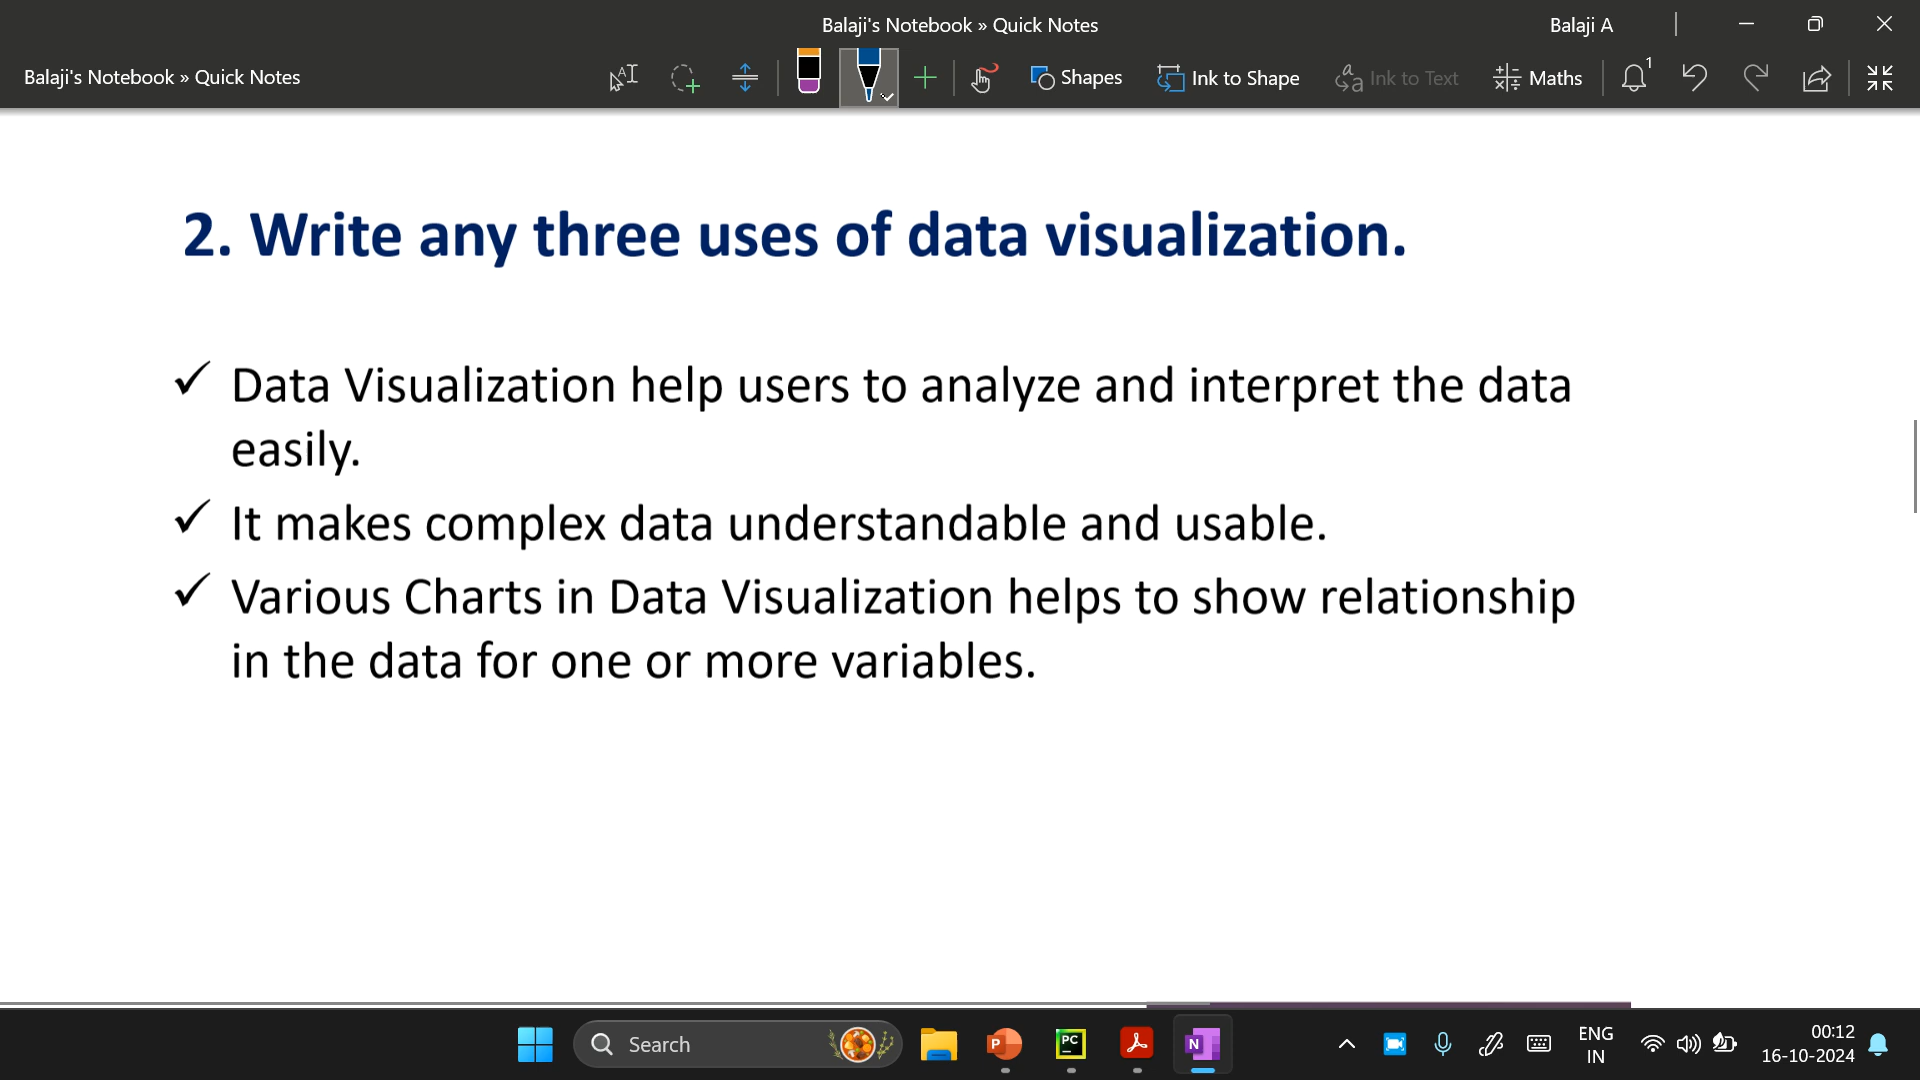 Balaji's Notebook » Quick Notes
Balaji A
Balaji's Notebook » Quick Notes
Shapes
Ink to Shape
Ink to Text
Maths
1
2. Write any three uses of data visualization.
✓ Data Visualization help users to analyze and interpret the data
easily.
✓ It makes complex data understandable and usable.
✓ Various Charts in Data Visualization helps to show relationship
in the data for one or more variables.
Search
ENG
IN
00:12
16-10-2024